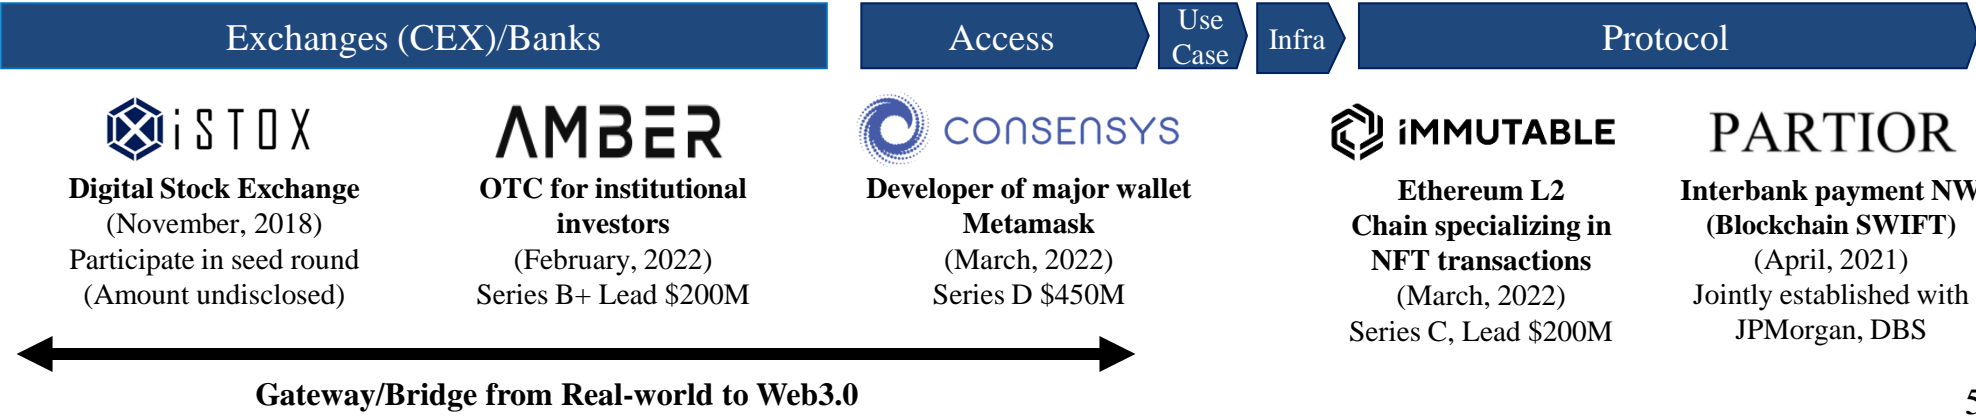 Exchanges (CEX)/Banks
Access
Use
Case
Infra
Protocol
iSTOX
Digital Stock Exchange
(November, 2018)
Participate in seed round
(Amount undisclosed)
AMBER
OTC for institutional
investors
(February, 2022)
Series B+ Lead $200M
CONSENSYS
Developer of major wallet
Metamask
(March, 2022)
Series D $450M
iMMUTABLE
Ethereum L2
Chain specializing in
NFT transactions
(March, 2022)
Series C, Lead $200M
PARTIOR
Interbank payment NW
(Blockchain SWIFT)
(April, 2021)
Jointly established with
JPMorgan, DBS
Gateway/Bridge from Real-world to Web3.0
5